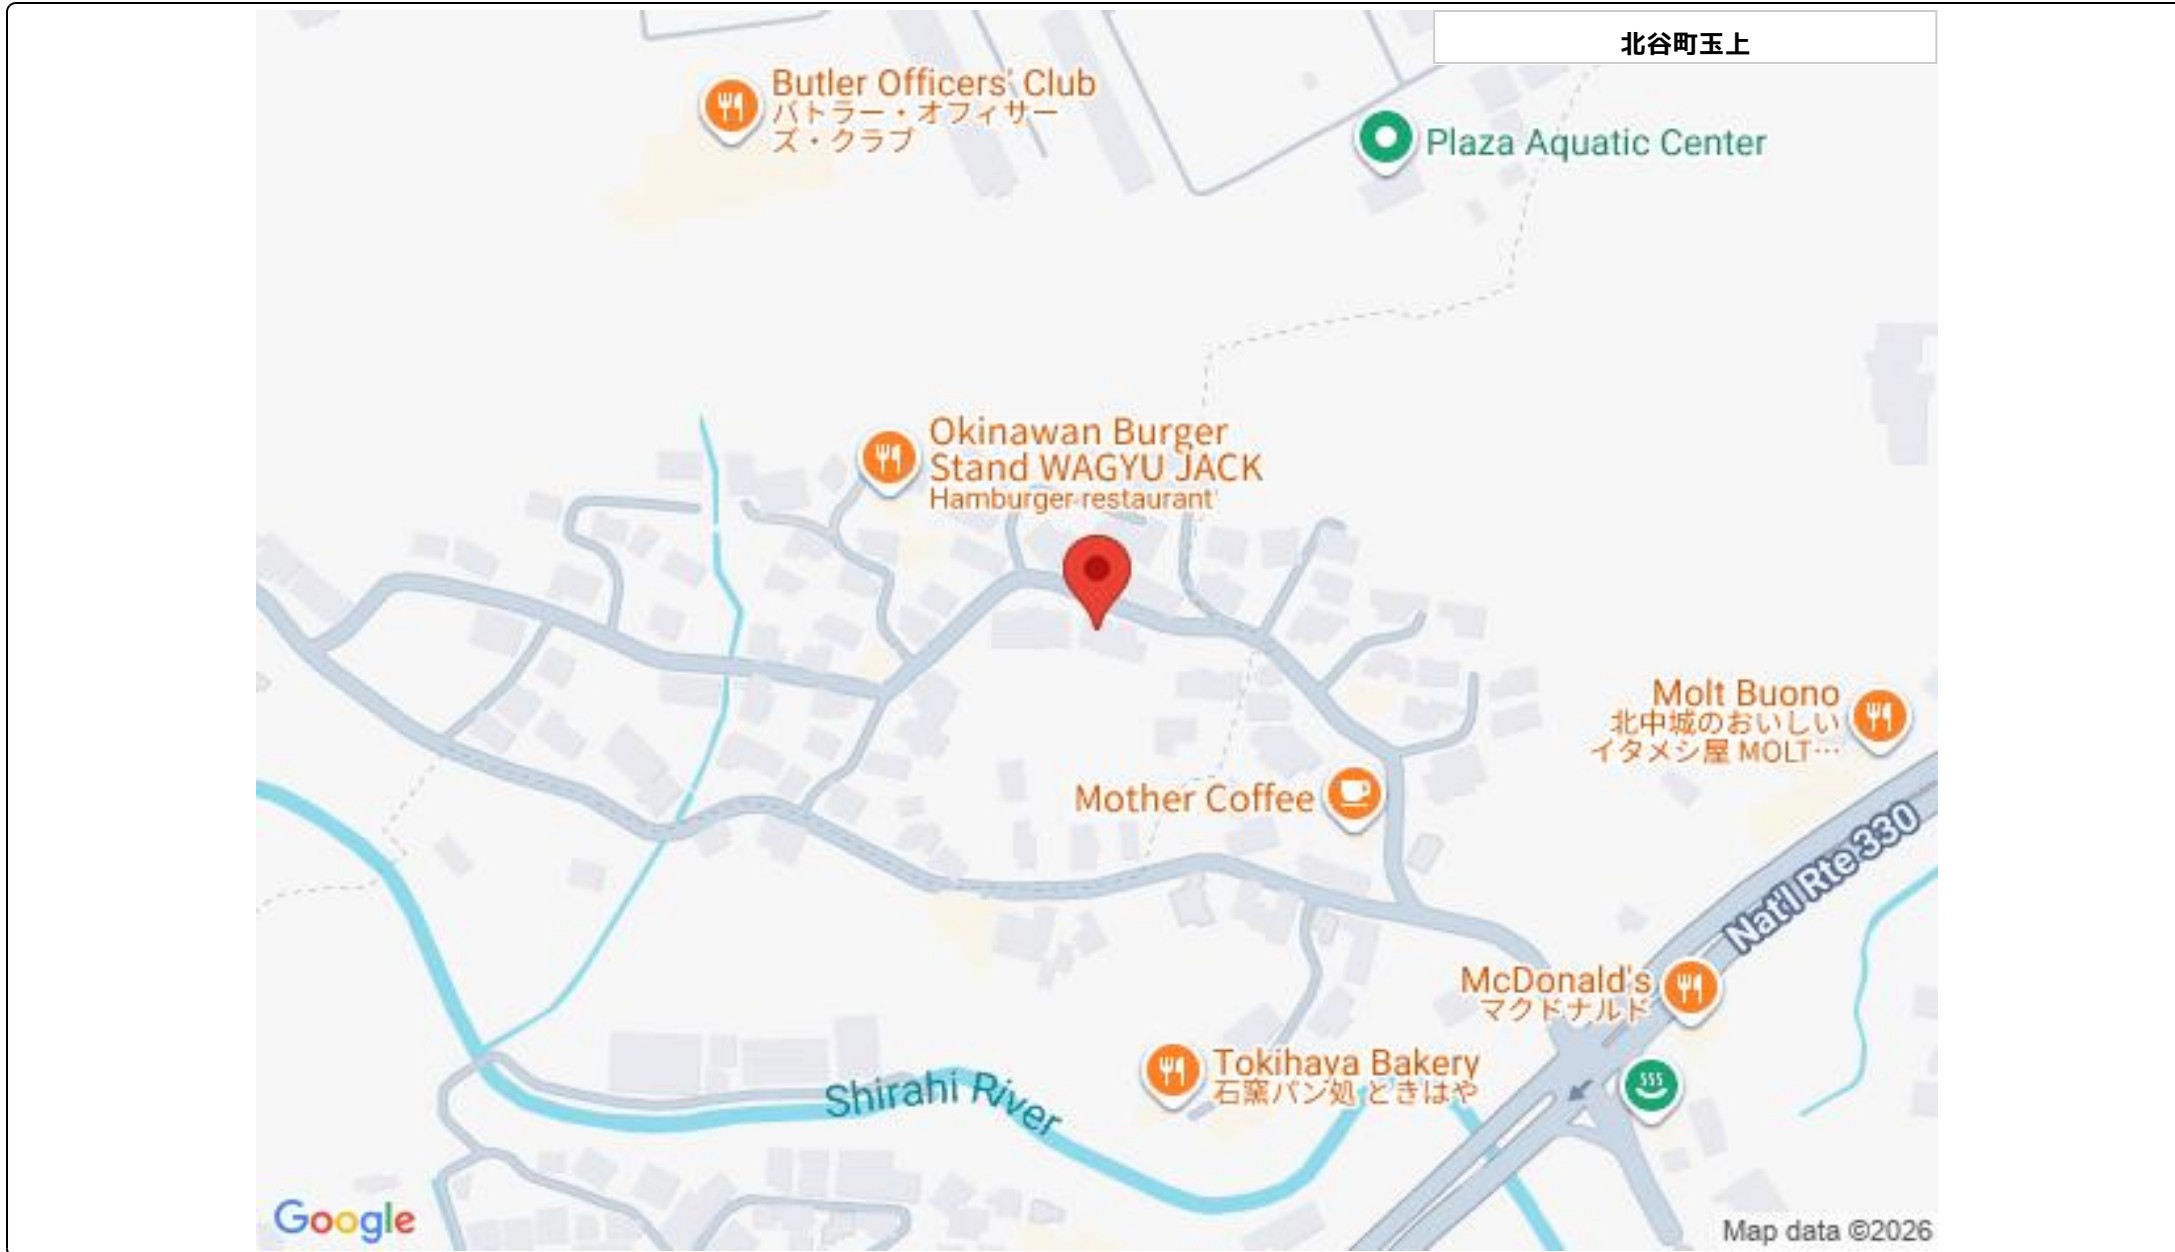 北谷町玉上
Butler Officers' Club
バトラー・オフィサー
ズ・クラブ
Plaza Aquatic Center
Okinawan Burger
Stand WAGYU JACK
Hamburger restaurant
Molt Buono
北中城のおいしい
イタメシ屋 MOLT…
Mother Coffee
Nat'l Rte 330
McDonald's
マクドナルド
Tokihaya Bakery
石窯パン処 ときはや
Shirahi River
Google
Map data ©2026